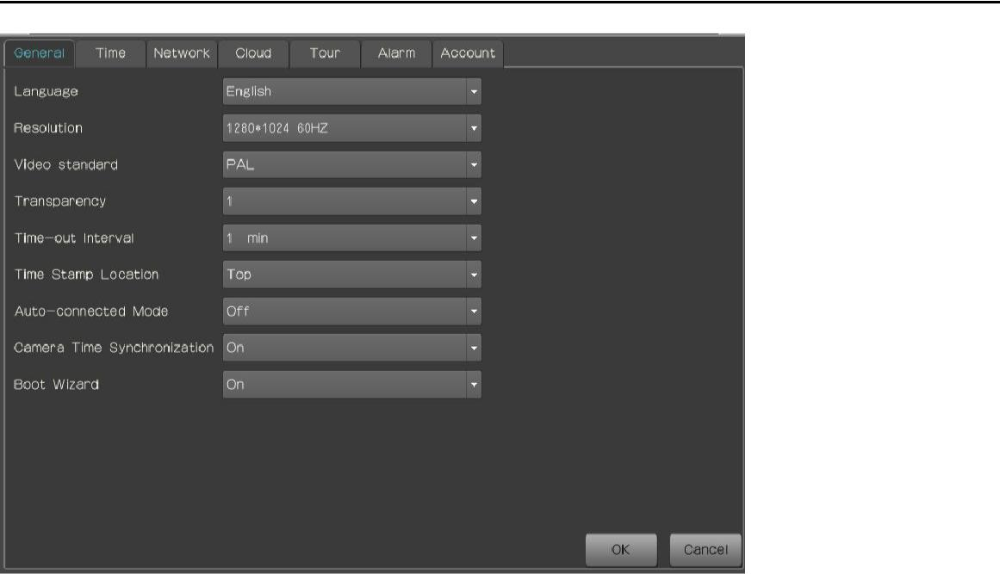 General Time Network Cloud Tour Alarm Account
Language English
Resolution 1280*1024 60HZ
Video standard PAL
Transparency 1
Time-out Interval 1 min
Time Stamp Location Top
Auto-connected Mode Off
Camera Time Synchronization On
Boot Wizard On
OK Cancel